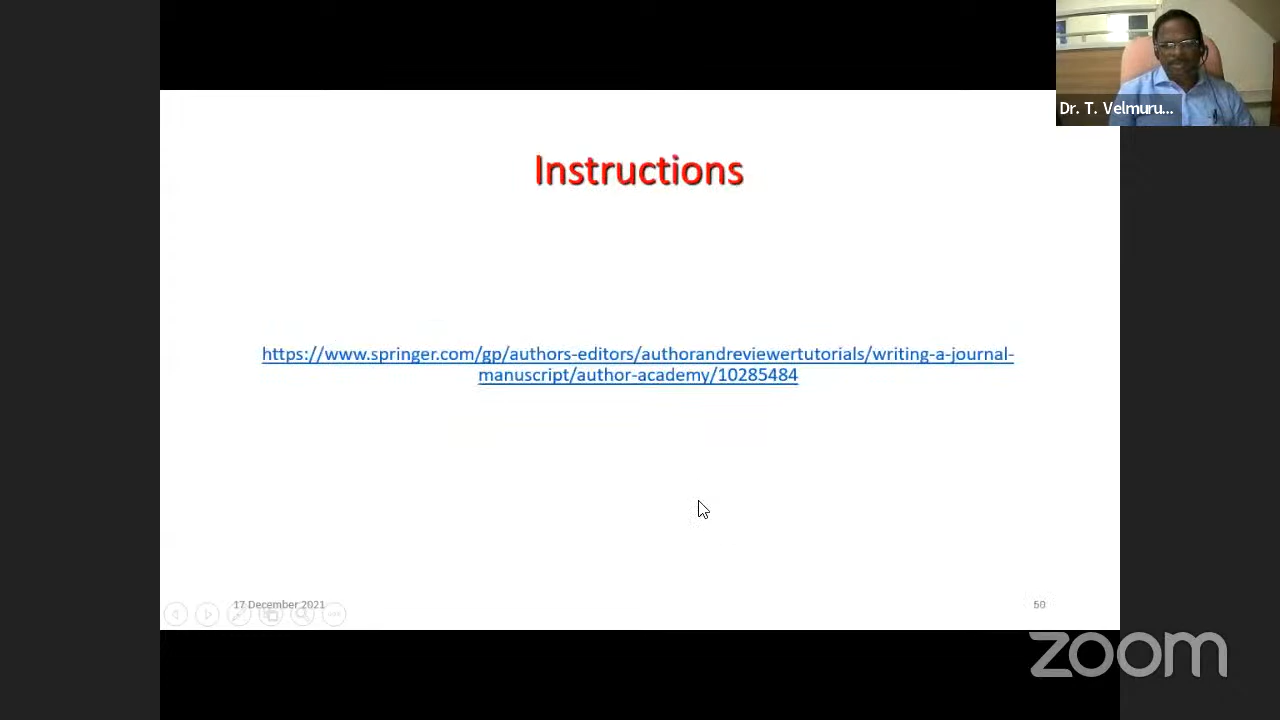 Dr. T. Velmuru...
Instructions
https://www.springer.com/gp/authors-editors/authorandreviewertutorials/writing-a-journal-
manuscript/author-academy/10285484
17 December 2021
50
zoom